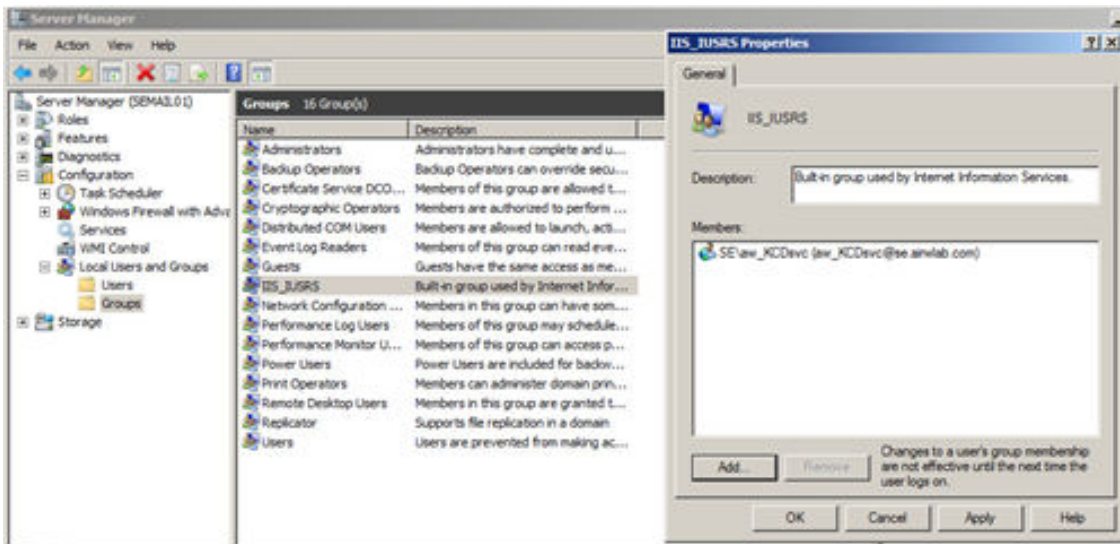 Server Manager
File Action View Help
Server Manager (SEMAIL01)
Roles
Features
Diagnostics
Configuration
Task Scheduler
Windows Firewall with Adva
Services
WMI Control
Local Users and Groups
Users
Groups
Storage
Groups 16 Group(s)
Name Description
Administrators Administrators have complete and u...
Backup Operators Backup Operators can override secu...
Certificate Service DCO... Members of this group are allowed t...
Cryptographic Operators Members are authorized to perform ...
Distributed COM Users Members are allowed to launch, acti...
Event Log Readers Members of this group can read eve...
Guests Guests have the same access as me...
IIS_IUSRS Built-in group used by Internet Infor...
Network Configuration ... Members in this group can have som...
Performance Log Users Members of this group may schedule...
Performance Monitor U... Members of this group can access p...
Power Users Power Users are included for backw...
Print Operators Members can administer domain prin...
Remote Desktop Users Members in this group are granted t...
Replicator Supports file replication in a domain
Users Users are prevented from making ac...
IIS_IUSRS Properties
General
IIS_IUSRS
Description: Built-in group used by Internet Information Services.
Members:
SE\aw_KCDsvc (aw_KCDsvc@se.airwlab.com)
Add... Remove
Changes to a user's group membership
are not effective until the next time the
user logs on.
OK Cancel Apply Help